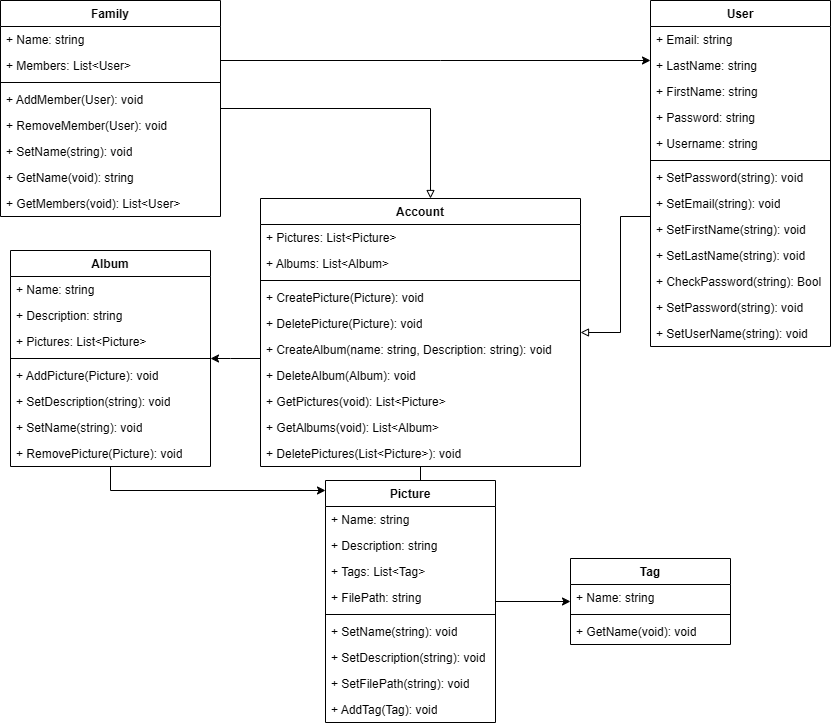 Family
+ Name: string
+ Members: List<User>
+ AddMember(User): void
+ RemoveMember(User): void
+ SetName(string): void
+ GetName(void): string
+ GetMembers(void): List<User>
User
+ Email: string
+ LastName: string
+ FirstName: string
+ Password: string
+ Username: string
+ SetPassword(string): void
+ SetEmail(string): void
+ SetFirstName(string): void
+ SetLastName(string): void
+ CheckPassword(string): Bool
+ SetPassword(string): void
+ SetUserName(string): void
Account
+ Pictures: List<Picture>
+ Albums: List<Album>
+ CreatePicture(Picture): void
+ DeletePicture(Picture): void
+ CreateAlbum(name: string, Description: string): void
+ DeleteAlbum(Album): void
+ GetPictures(void): List<Picture>
+ GetAlbums(void): List<Album>
+ DeletePictures(List<Picture>): void
Album
+ Name: string
+ Description: string
+ Pictures: List<Picture>
+ AddPicture(Picture): void
+ SetDescription(string): void
+ SetName(string): void
+ RemovePicture(Picture): void
Picture
+ Name: string
+ Description: string
+ Tags: List<Tag>
+ FilePath: string
+ SetName(string): void
+ SetDescription(string): void
+ SetFilePath(string): void
+ AddTag(Tag): void
Tag
+ Name: string
+ GetName(void): void